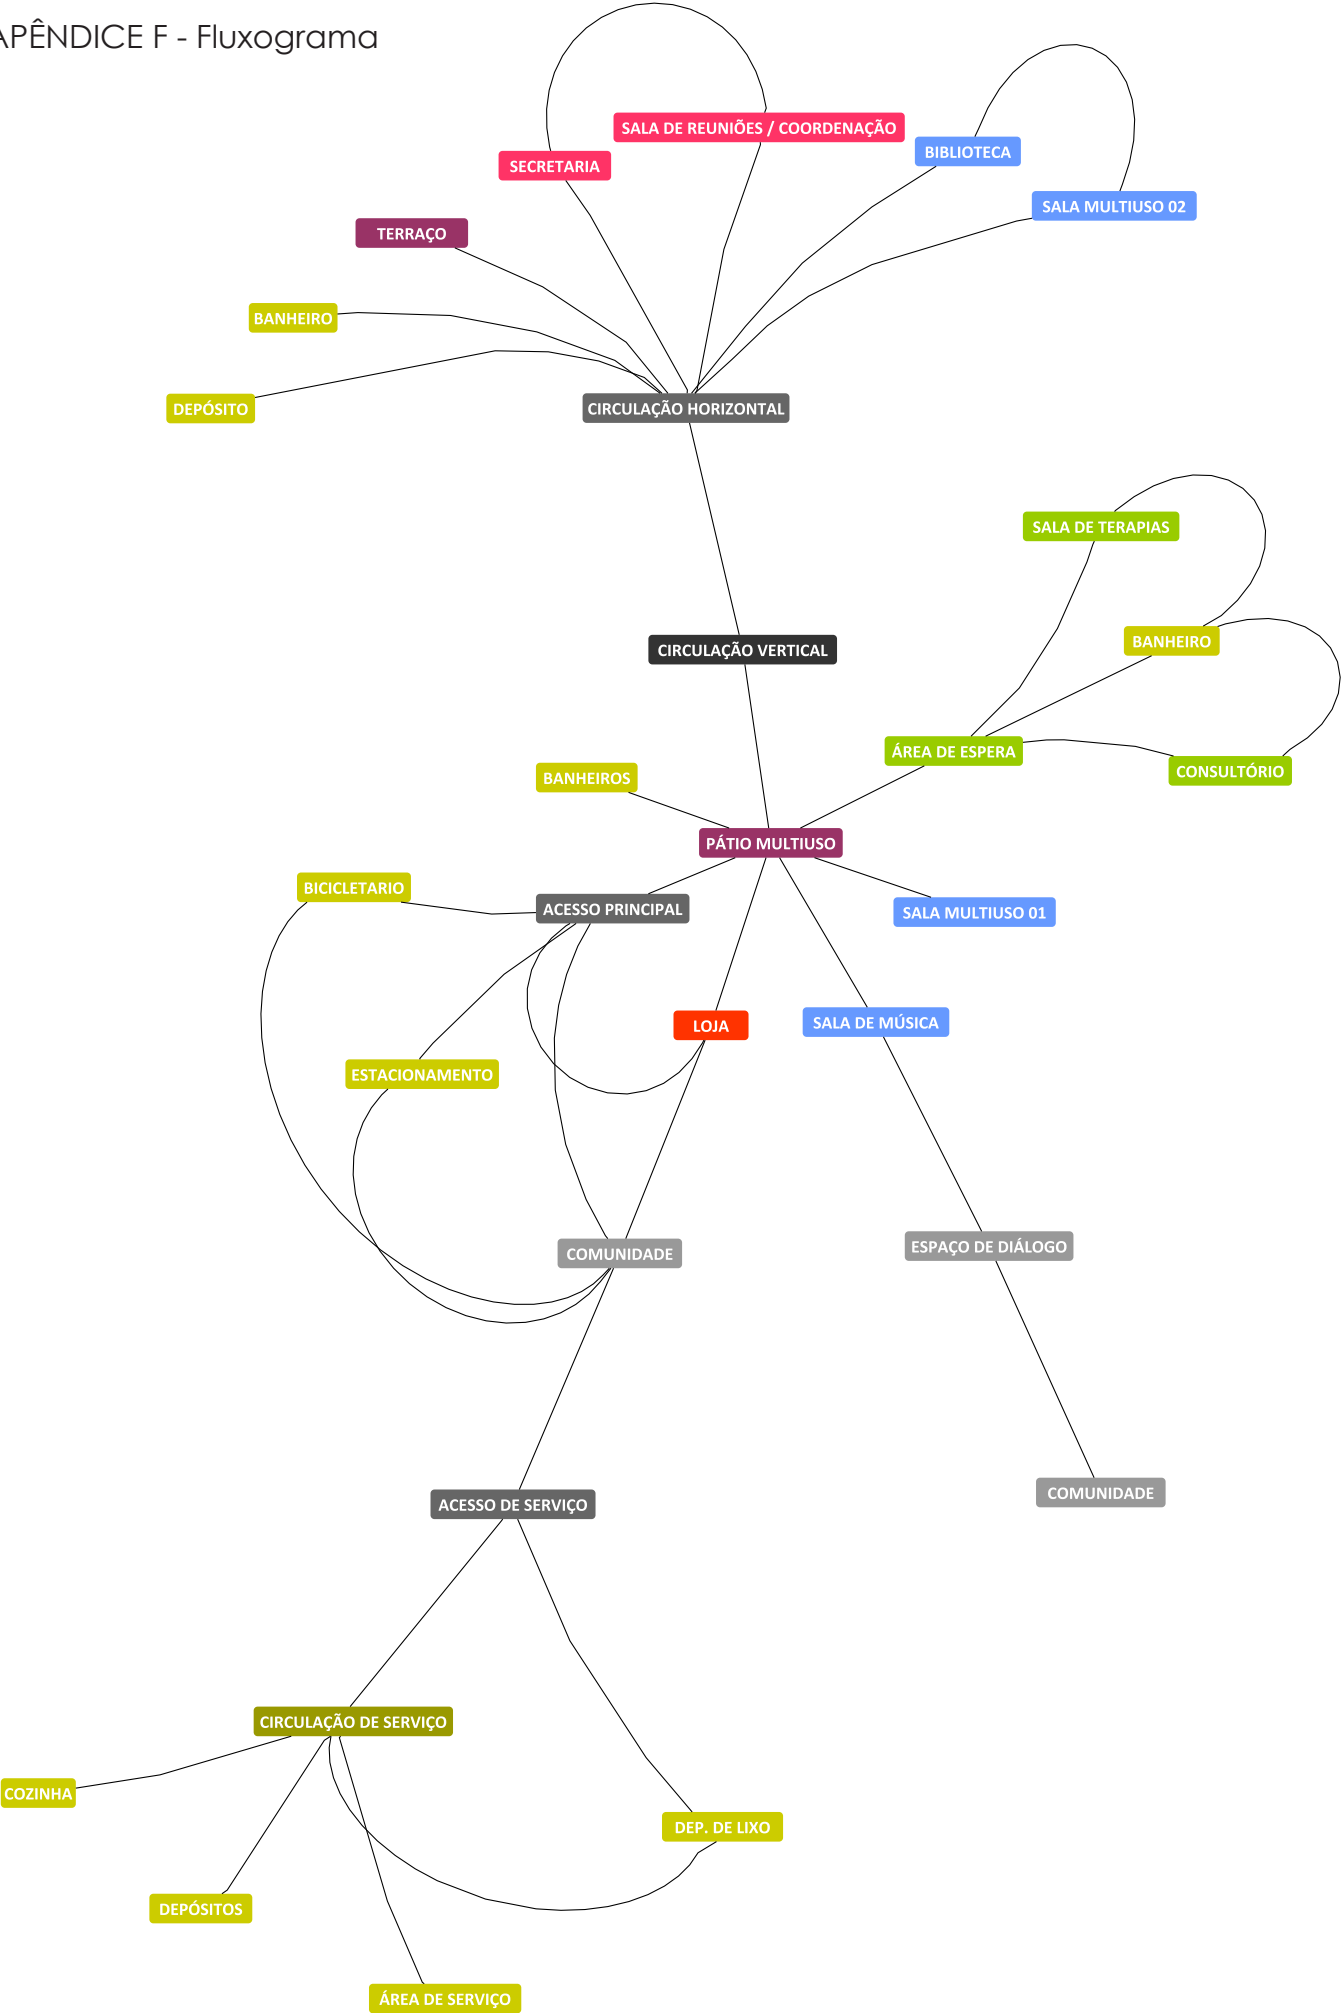 APÊNDICE F - Fluxograma
SALA DE REUNIÕES / COORDENAÇÃO
BIBLIOTECA
SECRETARIA
SALA MULTIUSO 02
TERRAÇO
BANHEIRO
DEPÓSITO
CIRCULAÇÃO HORIZONTAL
SALA DE TERAPIAS
BANHEIRO
CIRCULAÇÃO VERTICAL
ÁREA DE ESPERA
CONSULTÓRIO
BANHEIROS
PÁTIO MULTIUSO
BICICLETARIO
ACESSO PRINCIPAL
SALA MULTIUSO 01
LOJA
SALA DE MÚSICA
ESTACIONAMENTO
COMUNIDADE
ESPAÇO DE DIÁLOGO
COMUNIDADE
ACESSO DE SERVIÇO
CIRCULAÇÃO DE SERVIÇO
COZINHA
DEP. DE LIXO
DEPÓSITOS
ÁREA DE SERVIÇO